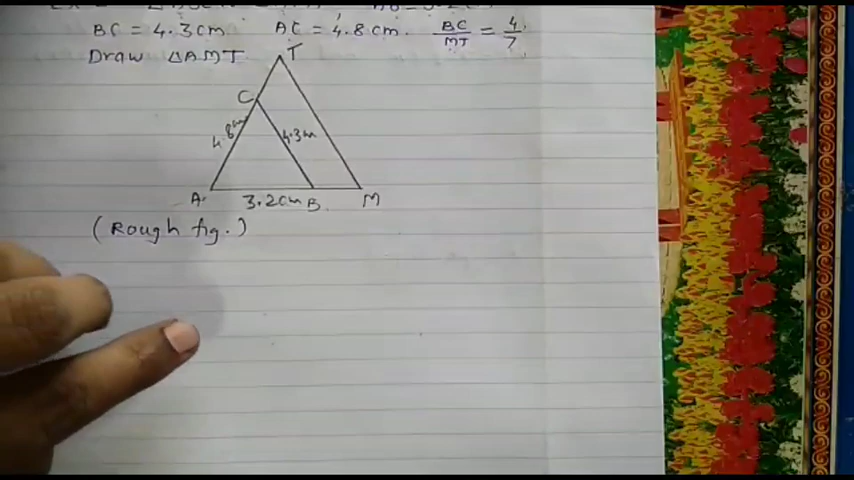 BC = 4.3cm AC = 4.8cm. BC/MT = 4/7
Draw △AMT
T
C
4.8cm
4.3cm
A
3.2cm B M
(Rough fig.)